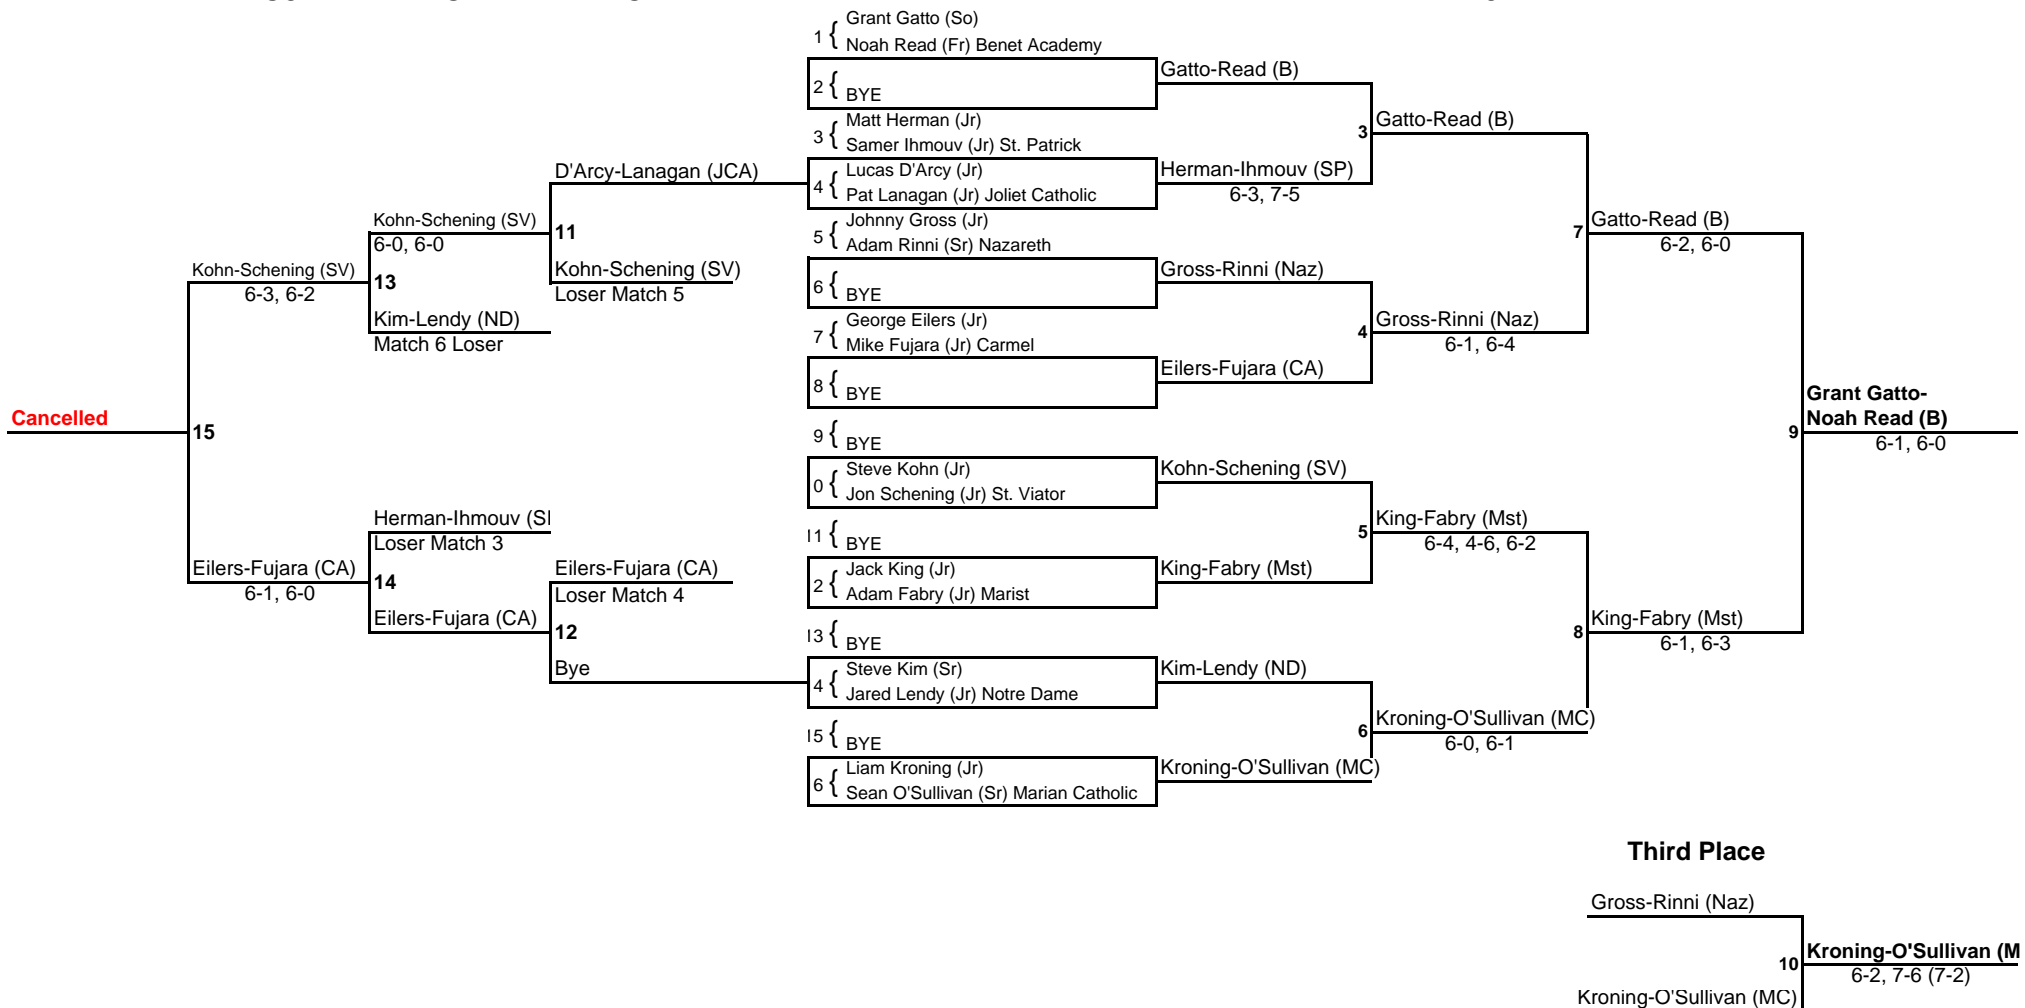 Cancelled
15
Kohn-Schening (SV)
6-3, 6-2
Eilers-Fujara (CA)
6-1, 6-0
Kohn-Schening (SV)
6-0, 6-0
13
Kim-Lendy (ND)
Match 6 Loser
Herman-Ihmouv (S
Loser Match 3
14
Eilers-Fujara (CA)
D'Arcy-Lanagan (JCA)
11
Kohn-Schening (SV)
Loser Match 5
Eilers-Fujara (CA)
Loser Match 4
12
Bye
1 { Grant Gatto (So)
Noah Read (Fr) Benet Academy
2 { BYE
3 { Matt Herman (Jr)
Samer Ihmouv (Jr) St. Patrick
4 { Lucas D'Arcy (Jr)
Pat Lanagan (Jr) Joliet Catholic
5 { Johnny Gross (Jr)
Adam Rinni (Sr) Nazareth
6 { BYE
7 { George Eilers (Jr)
Mike Fujara (Jr) Carmel
8 { BYE
9 { BYE
0 { Steve Kohn (Jr)
Jon Schening (Jr) St. Viator
11 { BYE
2 { Jack King (Jr)
Adam Fabry (Jr) Marist
13 { BYE
4 { Steve Kim (Sr)
Jared Lendy (Jr) Notre Dame
15 { BYE
6 { Liam Kroning (Jr)
Sean O'Sullivan (Sr) Marian Catholic
Gatto-Read (B)
Herman-Ihmouv (SP)
6-3, 7-5
Gross-Rinni (Naz)
Eilers-Fujara (CA)
Kohn-Schening (SV)
King-Fabry (Mst)
Kim-Lendy (ND)
Kroning-O'Sullivan (MC)
3
Gatto-Read (B)
4
Gross-Rinni (Naz)
6-1, 6-4
5
King-Fabry (Mst)
6-4, 4-6, 6-2
6
Kroning-O'Sullivan (MC)
6-0, 6-1
7
Gatto-Read (B)
6-2, 6-0
8
King-Fabry (Mst)
6-1, 6-3
9
Grant Gatto-
Noah Read (B)
6-1, 6-0
Third Place
Gross-Rinni (Naz)
10
Kroning-O'Sullivan (M
6-2, 7-6 (7-2)
Kroning-O'Sullivan (MC)